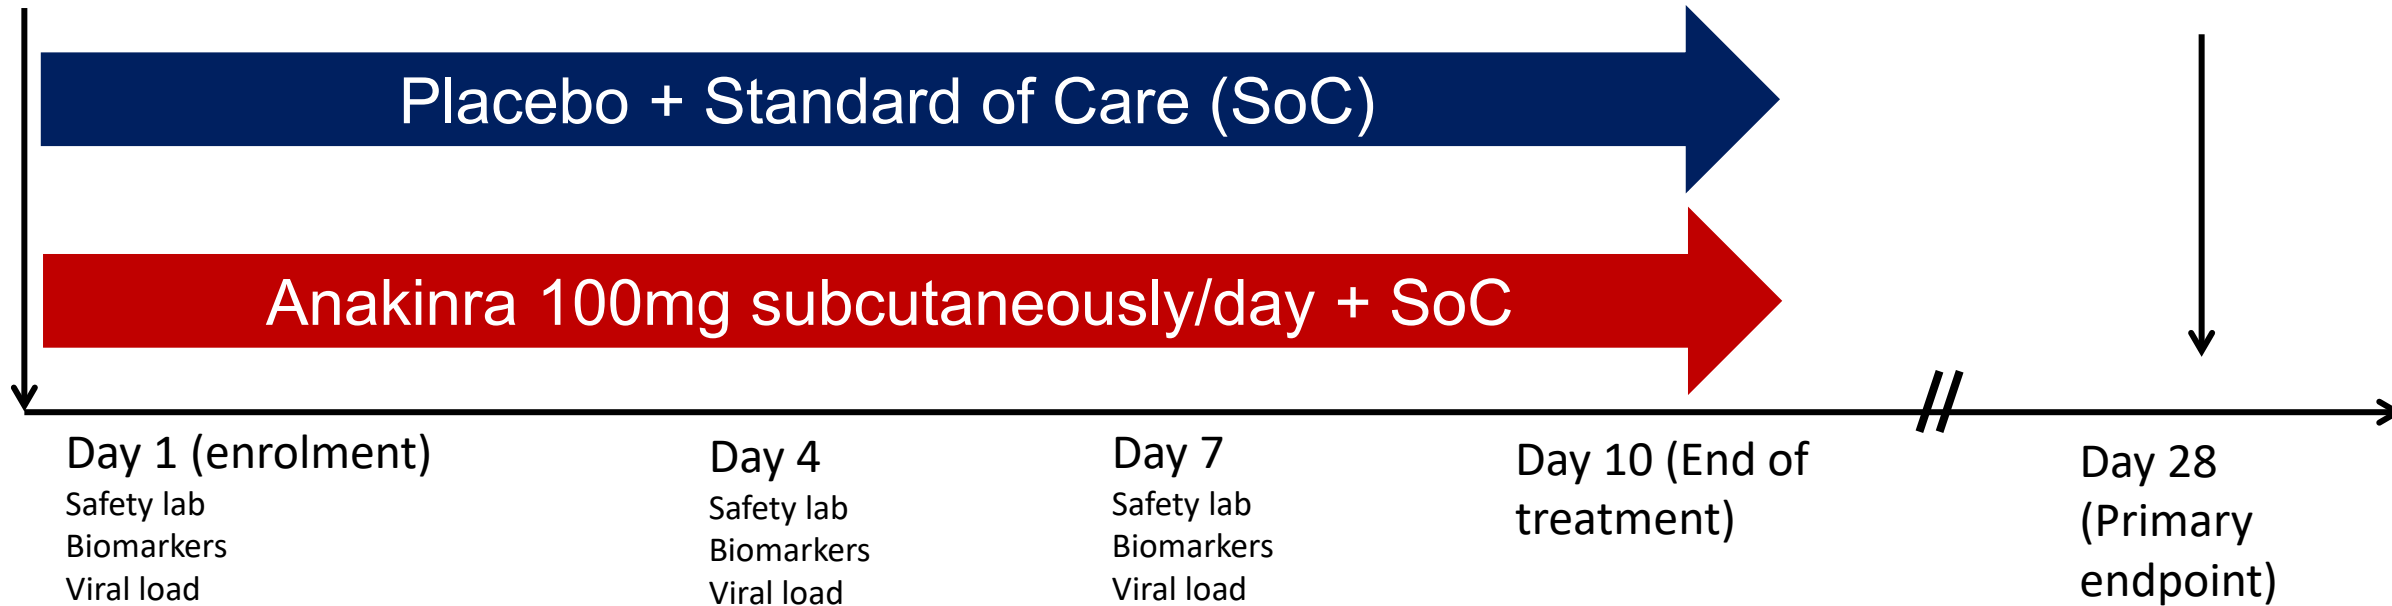 Placebo + Standard of Care (SoC)
Anakinra 100mg subcutaneously/day + SoC
Day 1 (enrolment)
Safety lab
Biomarkers
Viral load
Day 4
Safety lab
Biomarkers
Viral load
Day 7
Safety lab
Biomarkers
Viral load
Day 10 (End of
treatment)
Day 28
(Primary
endpoint)